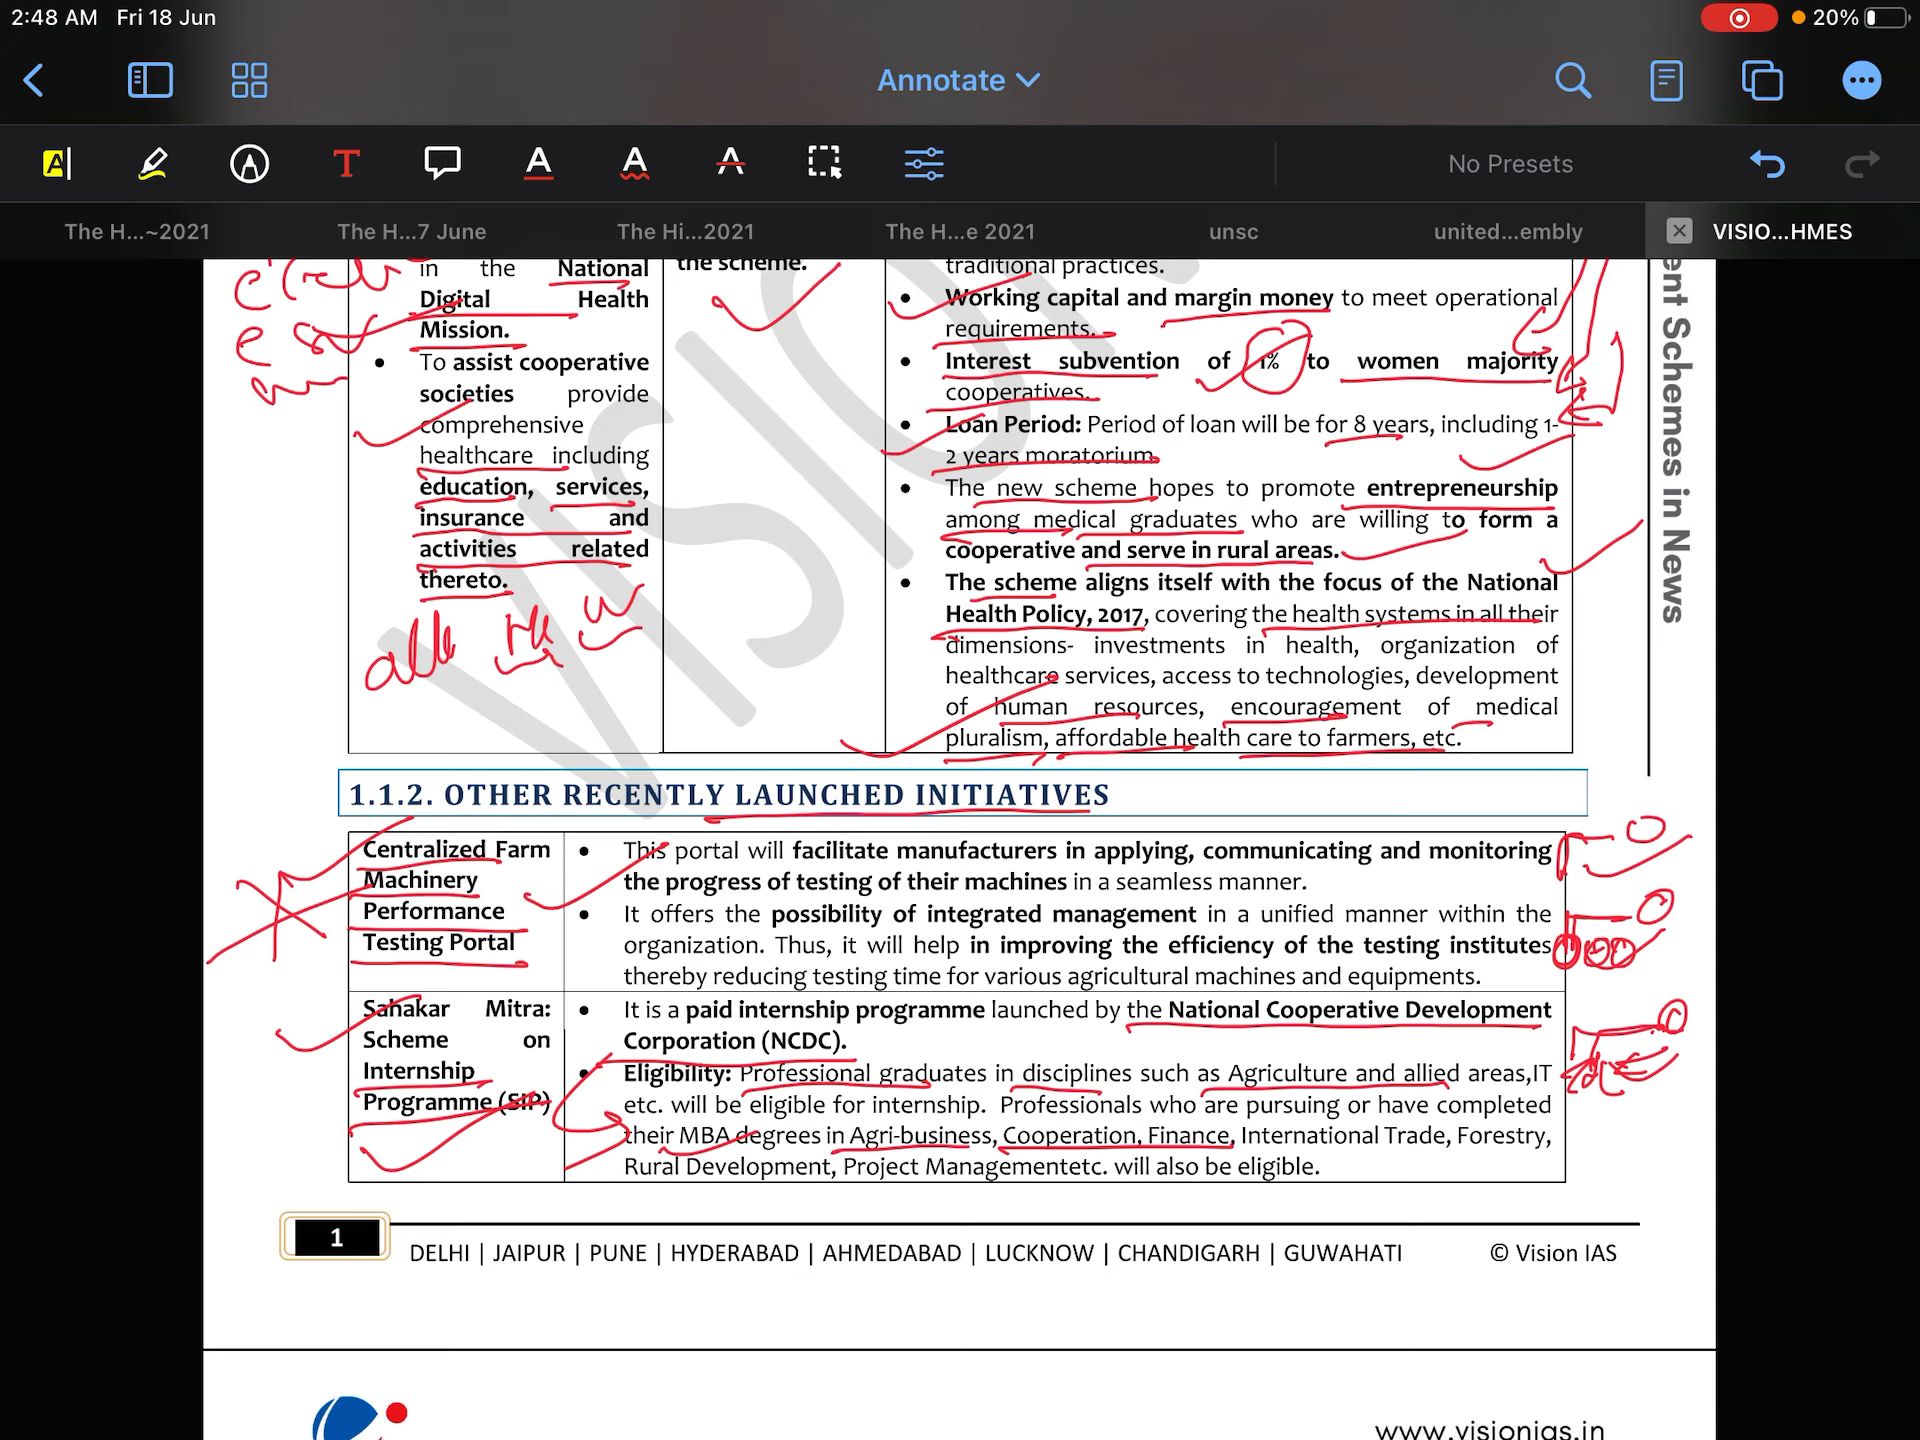 2:48 AM Fri 18 Jun
20%
Annotate
A
T
A
A
A
No Presets
The H...~2021
The H...7 June
The Hi...2021
The H...e 2021
unsc
united...embly
VISIO...HMES
in the National
Digital Health
Mission.
• To assist cooperative
societies provide
comprehensive
healthcare including
education, services,
insurance and
activities related
thereto.
the scheme.
traditional practices.
• Working capital and margin money to meet operational
requirements.
• Interest subvention of 1% to women majority
cooperatives.
• Loan Period: Period of loan will be for 8 years, including 1-
2 years moratorium
• The new scheme hopes to promote entrepreneurship
among medical graduates who are willing to form a
cooperative and serve in rural areas.
• The scheme aligns itself with the focus of the National
Health Policy, 2017, covering the health systems in all their
dimensions- investments in health, organization of
healthcare services, access to technologies, development
of human resources, encouragement of medical
pluralism, affordable health care to farmers, etc.
ent Schemes in News
1.1.2. OTHER RECENTLY LAUNCHED INITIATIVES
Centralized Farm
Machinery
Performance
Testing Portal
• This portal will facilitate manufacturers in applying, communicating and monitoring
the progress of testing of their machines in a seamless manner.
• It offers the possibility of integrated management in a unified manner within the
organization. Thus, it will help in improving the efficiency of the testing institutes
thereby reducing testing time for various agricultural machines and equipments.
Sahakar Mitra:
Scheme on
Internship
Programme (SIP)
• It is a paid internship programme launched by the National Cooperative Development
Corporation (NCDC).
• Eligibility: Professional graduates in disciplines such as Agriculture and allied areas,IT
etc. will be eligible for internship. Professionals who are pursuing or have completed
their MBA degrees in Agri-business, Cooperation, Finance, International Trade, Forestry,
Rural Development, Project Managementetc. will also be eligible.
1
DELHI | JAIPUR | PUNE | HYDERABAD | AHMEDABAD | LUCKNOW | CHANDIGARH | GUWAHATI
© Vision IAS
www.visionias.in